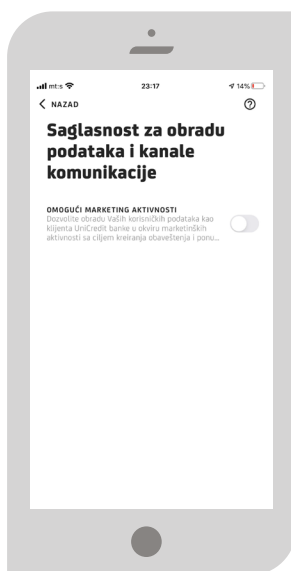 mt:s 23:17 14%
NAZAD
Saglasnost za obradu
podataka i kanale
komunikacije
OMOGUĆI MARKETING AKTIVNOSTI
Dozvolite obradu Vaših korisničkih podataka kao
klijenta UniCredit banke u okviru marketinških
aktivnosti sa ciljem kreiranja obaveštenja i ponu...